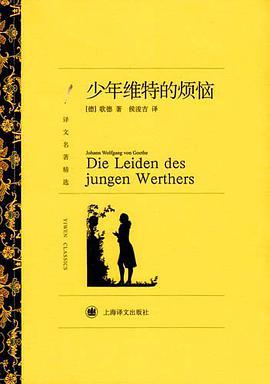 少年维特的烦恼
[德] 歌德 著 侯浚吉 译
Johann Wolfgang von Goethe
Die Leiden des
jungen Werthers
译文名著精选
YIWEN CLASSICS
上海译文出版社